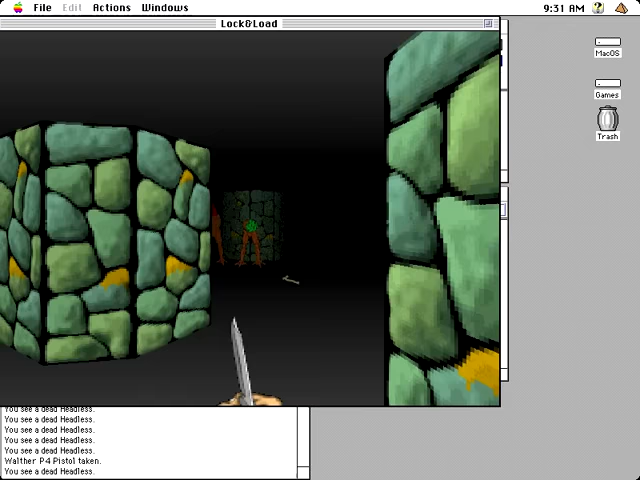 File Edit Actions Windows 9:31 AM
Lock&Load
MacOS
Games
Trash
You see a dead Headless.
You see a dead Headless.
You see a dead Headless.
You see a dead Headless.
You see a dead Headless.
Walther P4 Pistol taken.
You see a dead Headless.